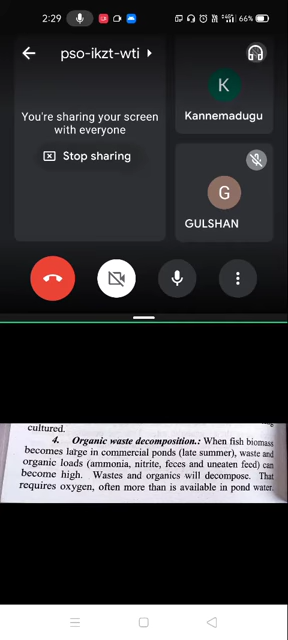 2:29
66%
pso-ikzt-wti
You're sharing your screen
with everyone
Stop sharing
K
Kannemadugu
G
GULSHAN
cultured.
4. Organic waste decomposition.: When fish biomass
becomes large in commercial ponds (late summer), waste and
organic loads (ammonia, nitrite, feces and uneaten feed) can
become high. Wastes and organics will decompose. That
requires oxygen, often more than is available in pond water.